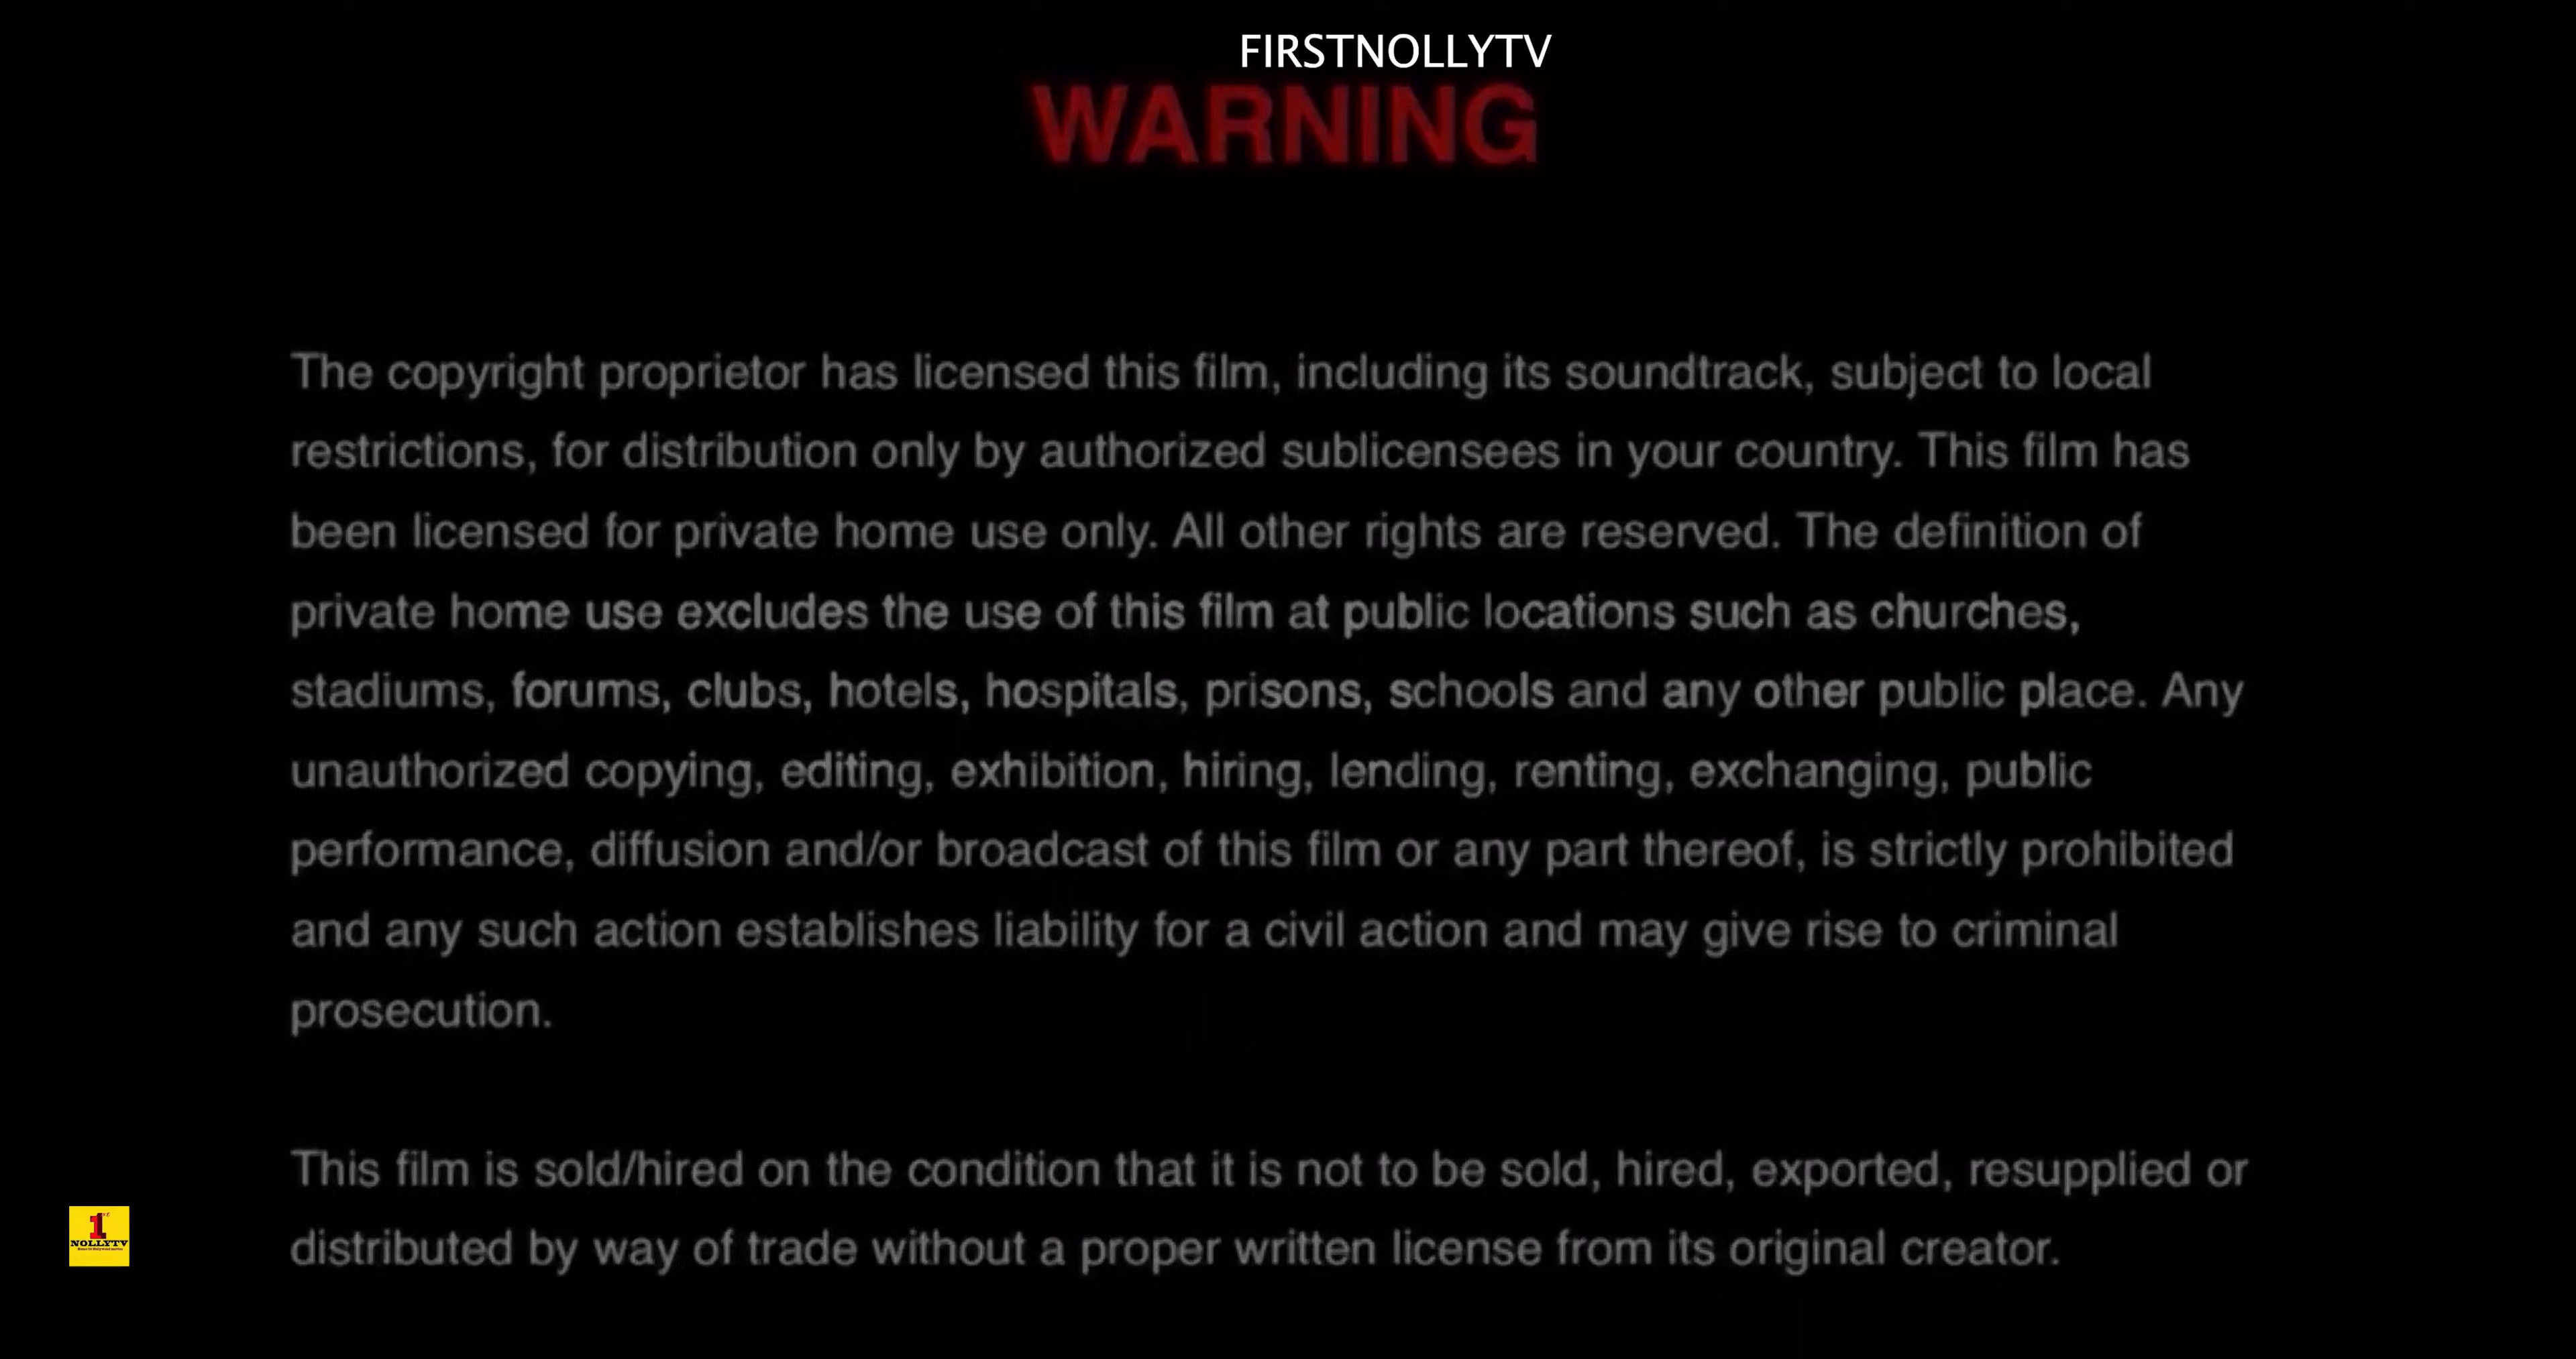 FIRSTNOLLYTV
WARNING
The copyright proprietor has licensed this film, including its soundtrack, subject to local
restrictions, for distribution only by authorized sublicensees in your country. This film has
been licensed for private home use only. All other rights are reserved. The definition of
private home use excludes the use of this film at public locations such as churches,
stadiums, forums, clubs, hotels, hospitals, prisons, schools and any other public place. Any
unauthorized copying, editing, exhibition, hiring, lending, renting, exchanging, public
performance, diffusion and/or broadcast of this film or any part thereof, is strictly prohibited
and any such action establishes liability for a civil action and may give rise to criminal
prosecution.
This film is sold/hired on the condition that it is not to be sold, hired, exported, resupplied or
distributed by way of trade without a proper written license from its original creator.
1
NOLLYTV